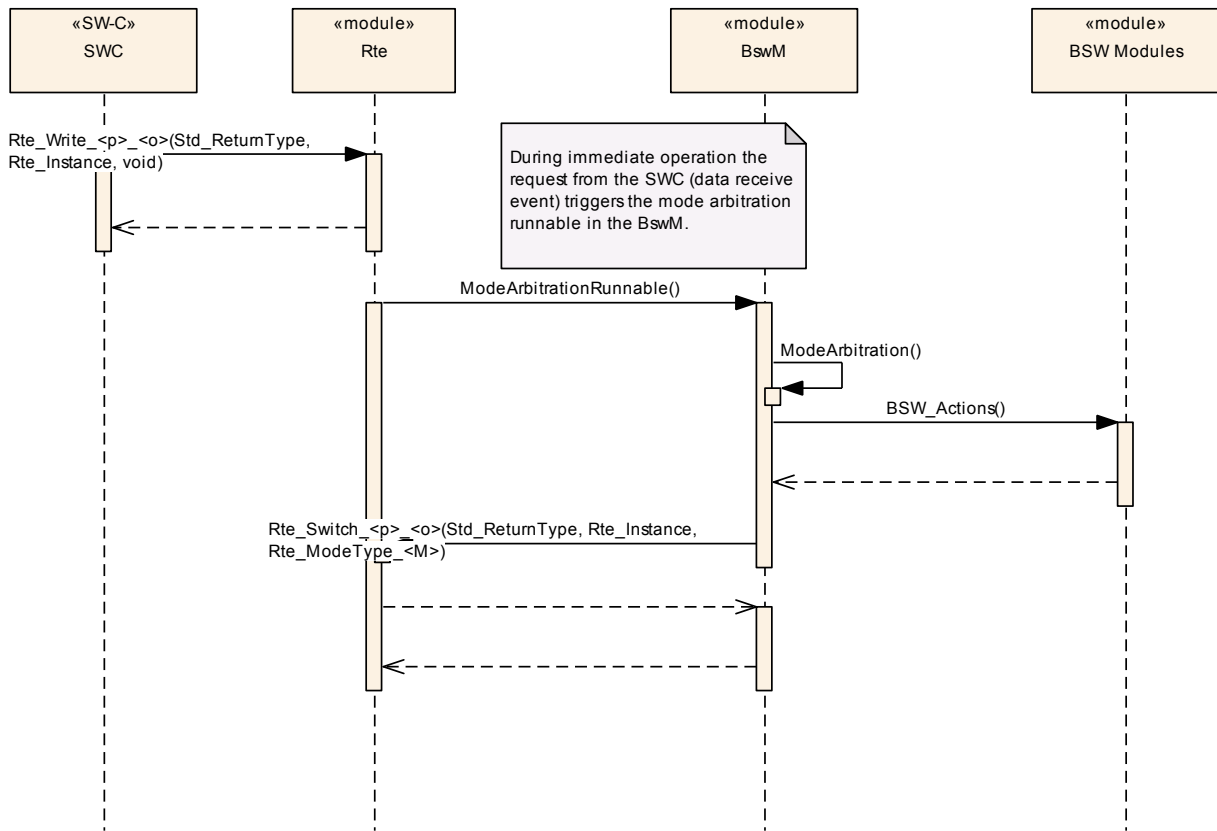 «SW-C»
SWC
«module»
Rte
«module»
BswM
«module»
BSW Modules
Rte_Write_<p>_<o>(Std_ReturnType,
Rte_Instance, void)
During immediate operation the
request from the SWC (data receive
event) triggers the mode arbitration
runnable in the BswM.
ModeArbitrationRunnable()
ModeArbitration()
BSW_Actions()
Rte_Switch_<p>_<o>(Std_ReturnType, Rte_Instance,
Rte_ModeType_<M>)